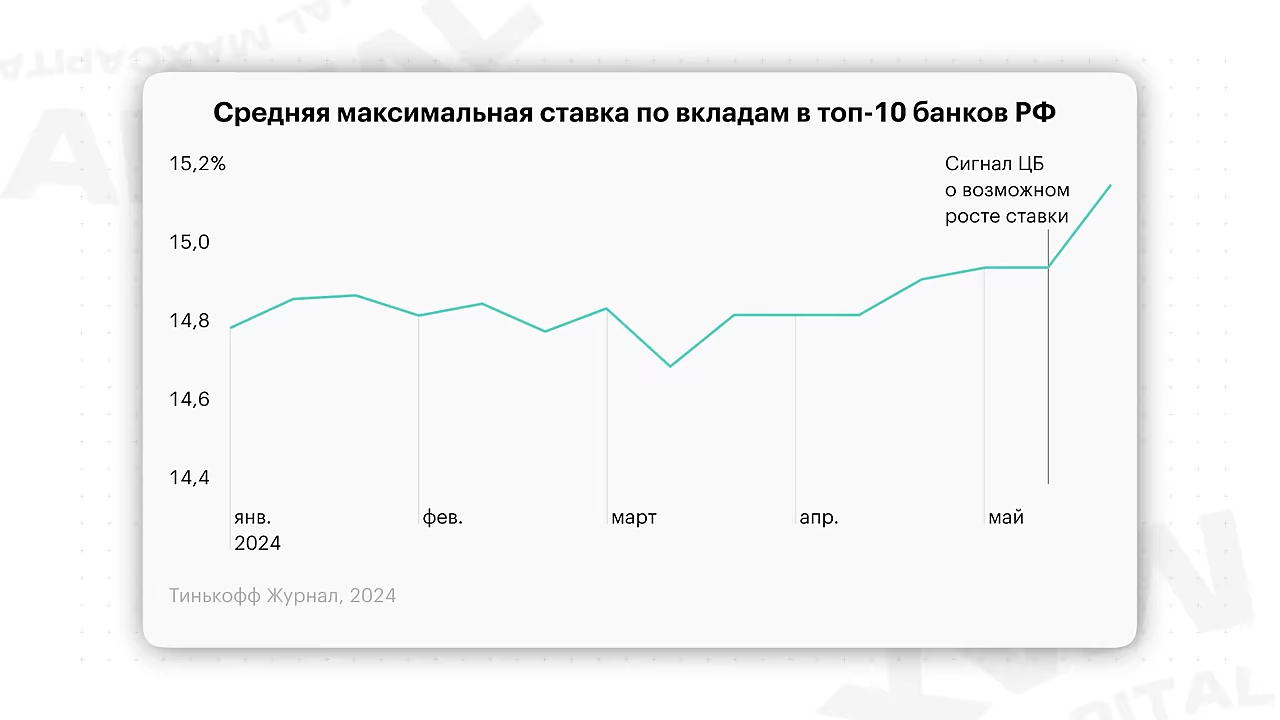 Средняя максимальная ставка по вкладам в топ-10 банков РФ
15,2%
15,0
14,8
14,6
14,4
Сигнал ЦБ
о возможном
росте ставки
янв.
2024
фев.
март
апр.
май
Тинькофф Журнал, 2024